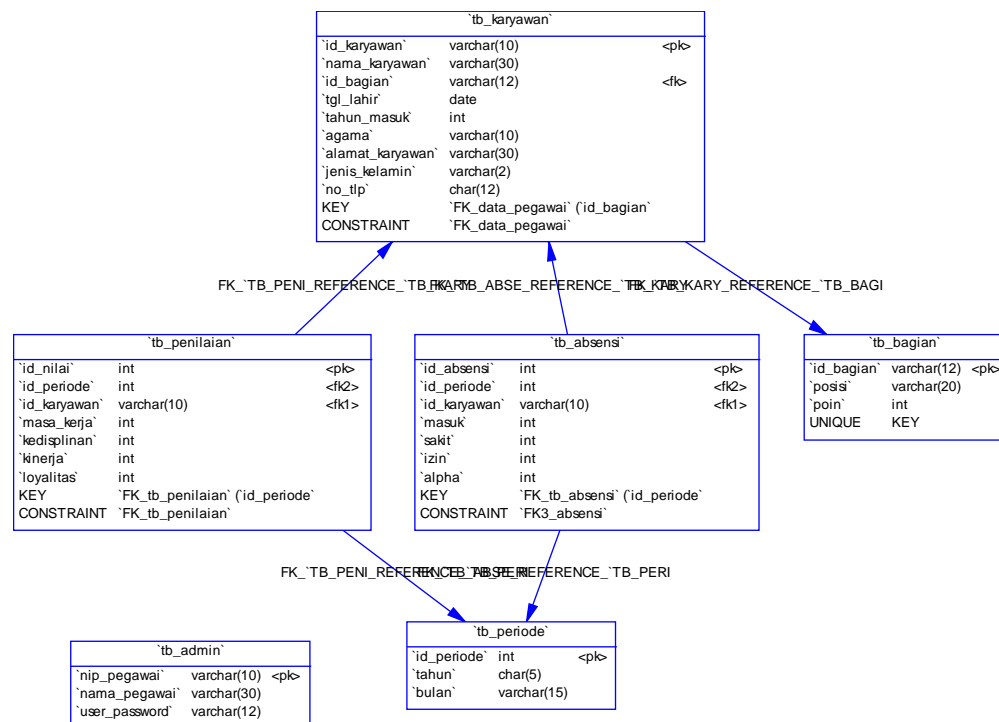 `tb_karyawan`
`id_karyawan` varchar(10) <pk>
`nama_karyawan` varchar(30)
`id_bagian` varchar(12) <fk>
`tgl_lahir` date
`tahun_masuk` int
`agama` varchar(10)
`alamat_karyawan` varchar(30)
`jenis_kelamin` varchar(2)
`no_tlp` char(12)
KEY `FK_data_pegawai` (`id_bagian`
CONSTRAINT `FK_data_pegawai`
FK_`TB_PENI_REFERENCE_`TB_KARY FK_`TB_ABSE_REFERENCE_`TB_KARY FK_`TB_KARY_REFERENCE_`TB_BAGI
`tb_penilaian`
`id_nilai` int <pk>
`id_periode` int <fk2>
`id_karyawan` varchar(10) <fk1>
`masa_kerja` int
`kedisplinan` int
`kinerja` int
`loyalitas` int
KEY `FK_tb_penilaian` (`id_periode`
CONSTRAINT `FK_tb_penilaian`
`tb_absensi`
`id_absensi` int <pk>
`id_periode` int <fk2>
`id_karyawan` varchar(10) <fk1>
`masuk` int
`sakit` int
`izin` int
`alpha` int
KEY `FK_tb_absensi` (`id_periode`
CONSTRAINT `FK3_absensi`
`tb_bagian`
`id_bagian` varchar(12) <pk>
`posisi` varchar(20)
`poin` int
UNIQUE KEY
FK_`TB_PENI_REFERENCE_`TB_PERI FK_`TB_ABSE_REFERENCE_`TB_PERI
`tb_periode`
`id_periode` int <pk>
`tahun` char(5)
`bulan` varchar(15)
`tb_admin`
`nip_pegawai` varchar(10) <pk>
`nama_pegawai` varchar(30)
`user_password` varchar(12)